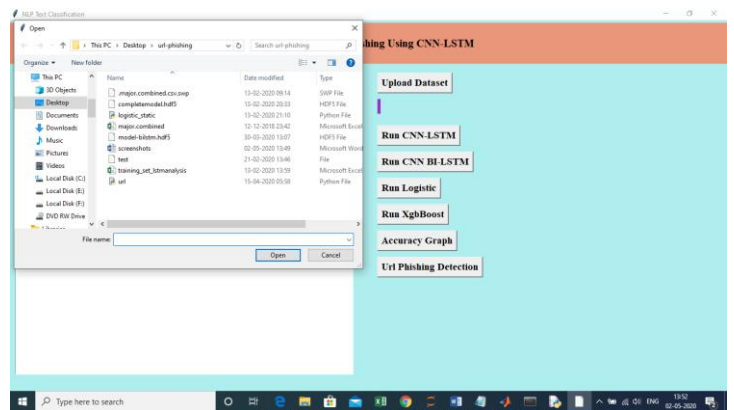 NLP Text Classification
Open
This PC > Desktop > url-phishing
Search url-phishing
hing Using CNN-LSTM
Organize
New folder
Name Date modified Type
This PC
3D Objects
Desktop
Documents
Downloads
Music
Pictures
Videos
Local Disk (C:)
Local Disk (E:)
Local Disk (F:)
DVD RW Drive
.major.combined.csv.swp 13-02-2020 09:14 SWP File
completemodel.hdf5 13-02-2020 20:33 HDF5 File
logistic_static 13-02-2020 21:10 Python File
major.combined 12-12-2018 23:42 Microsoft Excel
model-bilstm.hdf5 30-03-2020 13:07 HDF5 File
screenshots 02-05-2020 13:49 Microsoft Word
test 21-02-2020 13:46 File
training_set_lstmanalysis 13-02-2020 13:59 Microsoft Excel
url 15-04-2020 05:38 Python File
File name:
Open Cancel
Upload Dataset
Run CNN-LSTM
Run CNN BI-LSTM
Run Logistic
Run XgbBoost
Accuracy Graph
Url Phishing Detection
Type here to search
ENG
13:52
02-05-2020